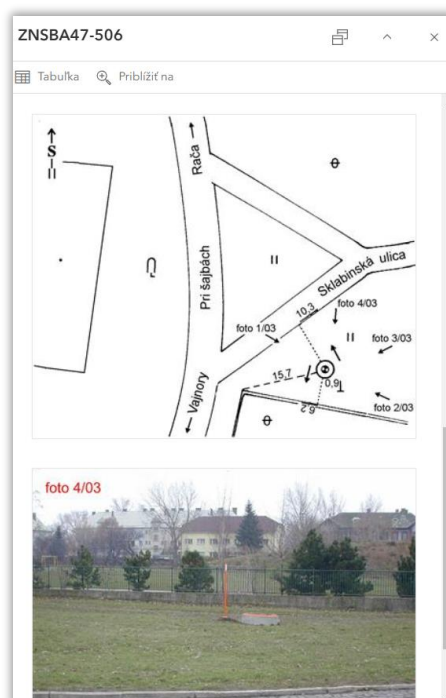 ZNSBA47-506
Tabuľka
Priblížiť na
S
Rača
Pri šajbách
Vajnory
Sklabinská ulica
foto 4/03
10,3
foto 1/03
foto 3/03
15,7
0,9
foto 2/03
6,2
foto 4/03